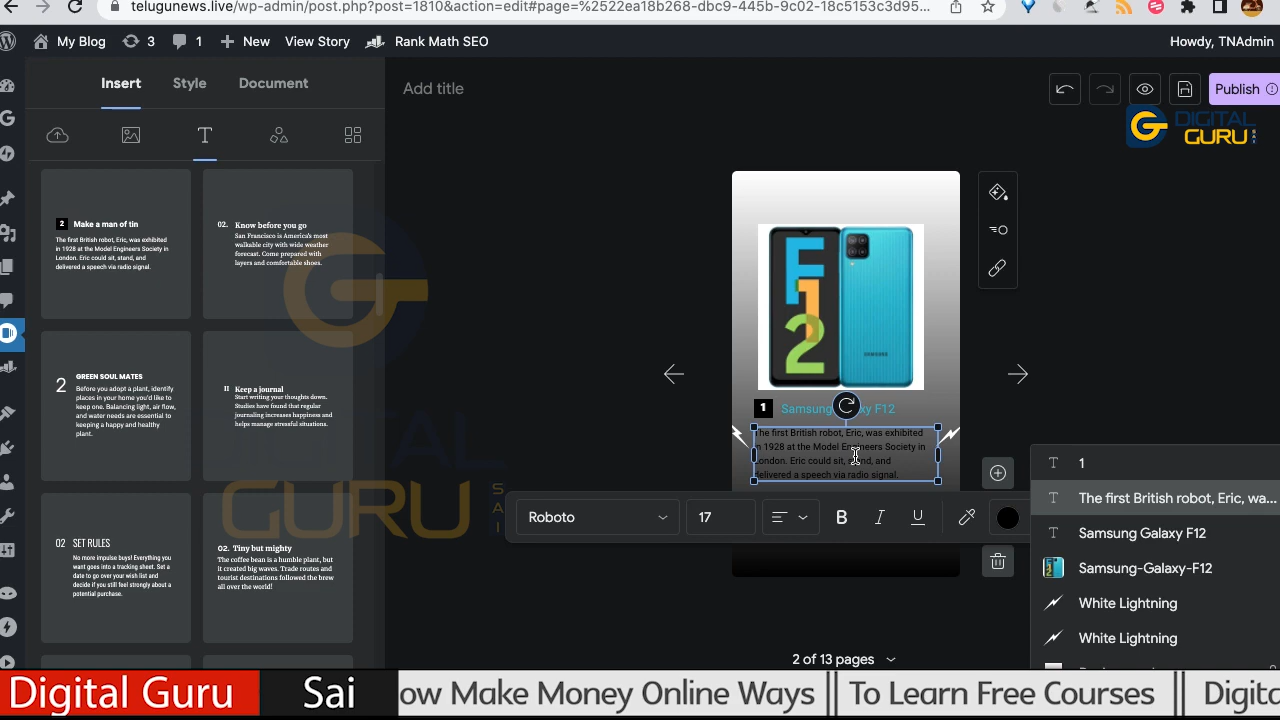 telugunews.live/wp-admin/post.php?post=1810&action=edit#page=%2522ea18b268-dbc9-445b-9c02-18c5153c3d95...
My Blog
3
1
New
View Story
Rank Math SEO
Howdy, TNAdmin
Insert
Style
Document
Add title
Publish
DIGITAL
GURU
SAI
2 Make a man of tin
The first British robot, Eric, was exhibited
in 1928 at the Model Engineers Society in
London. Eric could sit, stand, and
delivered a speech via radio signal.
02. Know before you go
San Francisco is America's most
walkable city with wide weather
forecast. Come prepared with
layers and comfortable shoes.
2 GREEN SOUL MATES
Before you adopt a plant, identify
places in your home you'd like to
keep one. Balancing light, air flow,
and water needs are essential to
keeping a happy and healthy
plant.
II Keep a journal
Start writing your thoughts down.
Studies have found that regular
journaling increases happiness and
helps manage stressful situations.
02 SET RULES
No more impulse buys! Everything you
want goes into a tracking sheet. Set a
date to go over your wish list and
decide if you still feel strongly about a
potential purchase.
02. Tiny but mighty
The coffee bean is a humble plant, but
it created big waves. Trade routes and
tourist destinations followed the brew
all over the world!
DIGITAL
GURU
SAI
F12
SAMSUNG
1 Samsung F12
The first British robot, Eric, was exhibited
in 1928 at the Model Engineers Society in
London. Eric could sit, stand, and
delivered a speech via radio signal.
Roboto
17
B I U
1
The first British robot, Eric, wa...
Samsung Galaxy F12
Samsung-Galaxy-F12
White Lightning
White Lightning
2 of 13 pages
Digital Guru
Sai
ow Make Money Online Ways || To Learn Free Courses || Digita